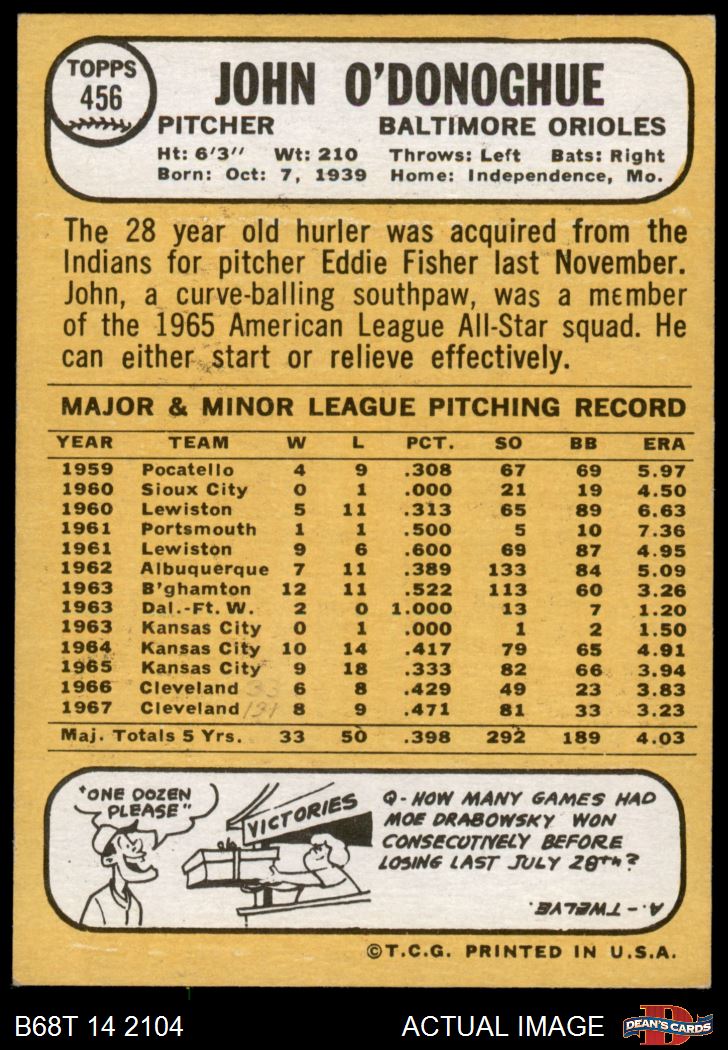 TOPPS
456
JOHN O'DONOGHUE
PITCHER BALTIMORE ORIOLES
Ht: 6'3" Wt: 210 Throws: Left Bats: Right
Born: Oct: 7, 1939 Home: Independence, Mo.
The 28 year old hurler was acquired from the
Indians for pitcher Eddie Fisher last November.
John, a curve-balling southpaw, was a member
of the 1965 American League All-Star squad. He
can either start or relieve effectively.
MAJOR & MINOR LEAGUE PITCHING RECORD
YEAR TEAM W L PCT. SO BB ERA
1959 Pocatello 4 9 .308 67 69 5.97
1960 Sioux City 0 1 .000 21 19 4.50
1960 Lewiston 5 11 .313 65 89 6.63
1961 Portsmouth 1 1 .500 5 10 7.36
1961 Lewiston 9 6 .600 69 87 4.95
1962 Albuquerque 7 11 .389 133 84 5.09
1963 B'ghamton 12 11 .522 113 60 3.26
1963 Dal.-Ft. W. 2 0 1.000 13 7 1.20
1963 Kansas City 0 1 .000 1 2 1.50
1964 Kansas City 10 14 .417 79 65 4.91
1965 Kansas City 9 18 .333 82 66 3.94
1966 Cleveland 6 8 .429 49 23 3.83
1967 Cleveland 8 9 .471 81 33 3.23
Maj. Totals 5 Yrs. 33 50 .398 292 189 4.03
"ONE DOZEN
PLEASE"
VICTORIES
Q- HOW MANY GAMES HAD
MOE DRABOWSKY WON
CONSECUTIVELY BEFORE
LOSING LAST JULY 28TH?
A.- TWELVE.
©T.C.G. PRINTED IN U.S.A.
B68T 14 2104 ACTUAL IMAGE
D
DEAN'S CARDS